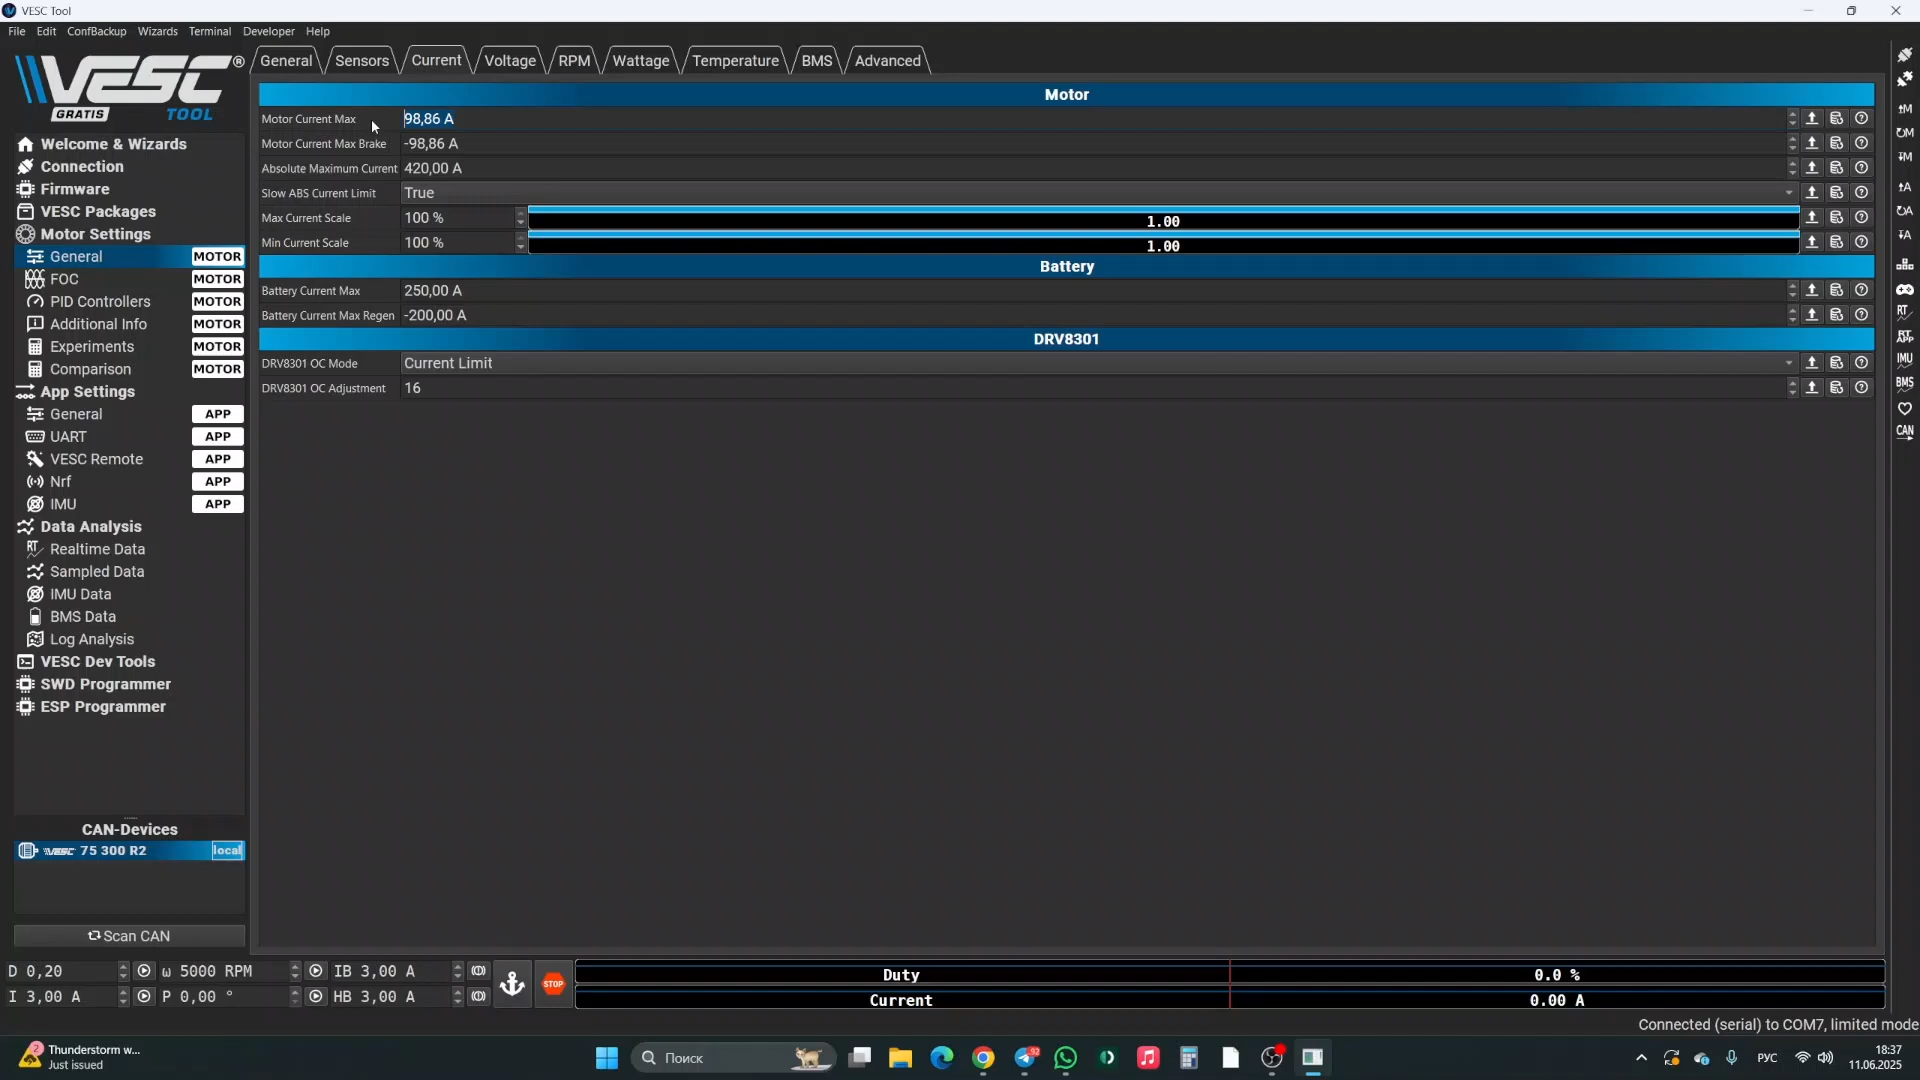 VESC Tool
File Edit ConfBackup Wizards Terminal Developer Help
VESC® GRATIS TOOL
General Sensors Current Voltage RPM Wattage Temperature BMS Advanced
Motor
Motor Current Max 98,86 A
Motor Current Max Brake -98,86 A
Absolute Maximum Current 420,00 A
Slow ABS Current Limit True
Max Current Scale 100 % 1.00
Min Current Scale 100 % 1.00
Battery
Battery Current Max 250,00 A
Battery Current Max Regen -200,00 A
DRV8301
DRV8301 OC Mode Current Limit
DRV8301 OC Adjustment 16
Welcome & Wizards
Connection
Firmware
VESC Packages
Motor Settings
General MOTOR
FOC MOTOR
PID Controllers MOTOR
Additional Info MOTOR
Experiments MOTOR
Comparison MOTOR
App Settings
General APP
UART APP
VESC Remote APP
Nrf APP
IMU APP
Data Analysis
RT Realtime Data
Sampled Data
IMU Data
BMS Data
Log Analysis
VESC Dev Tools
SWD Programmer
ESP Programmer
CAN-Devices
VESC 75 300 R2 local
Scan CAN
M
M
M
A
A
A
RT
RT APP
IMU
BMS
CAN
D 0,20 ω 5000 RPM IB 3,00 A
I 3,00 A P 0,00 ° HB 3,00 A
STOP
Duty 0.0 %
Current 0.00 A
Connected (serial) to COM7, limited mode
2 Thunderstorm w...
Just issued
Поиск
92
РУС
18:37
11.06.2025